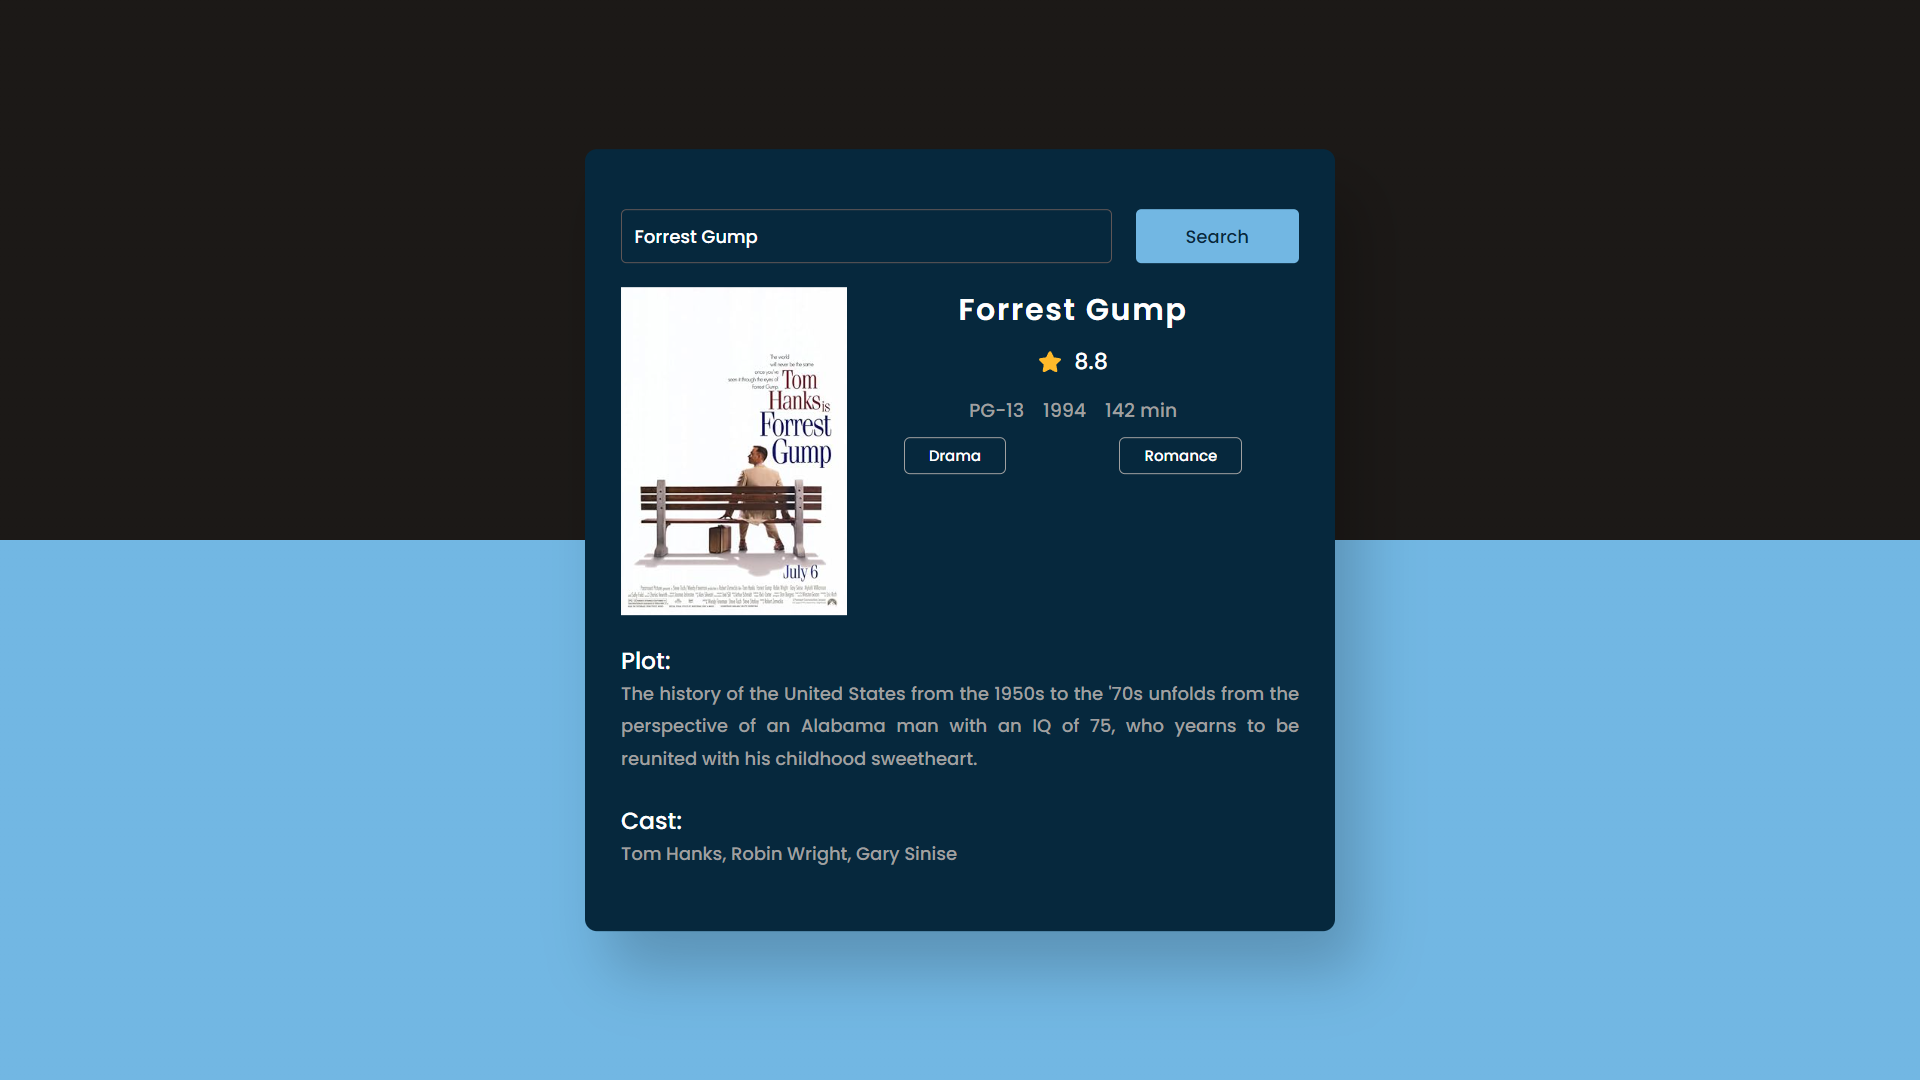 Forrest Gump
Search
Forrest Gump
8.8
PG-13 1994 142 min
Drama
Romance
The world
will never be the same
once you've
seen it through the eyes of
Forrest Gump.
Tom
Hanks is
Forrest
Gump
July 6
Plot:
The history of the United States from the 1950s to the '70s unfolds from the
perspective of an Alabama man with an IQ of 75, who yearns to be
reunited with his childhood sweetheart.
Cast:
Tom Hanks, Robin Wright, Gary Sinise